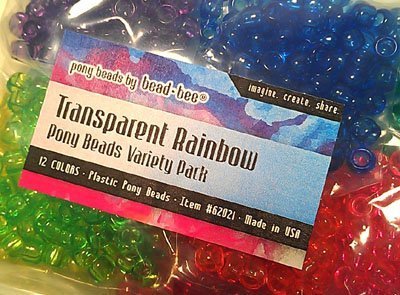 pony beads by bead-bee®
imagine. create. share.
Transparent Rainbow
Pony Beads Variety Pack
12 COLORS · Plastic Pony Beads · Item #62021 · Made in USA